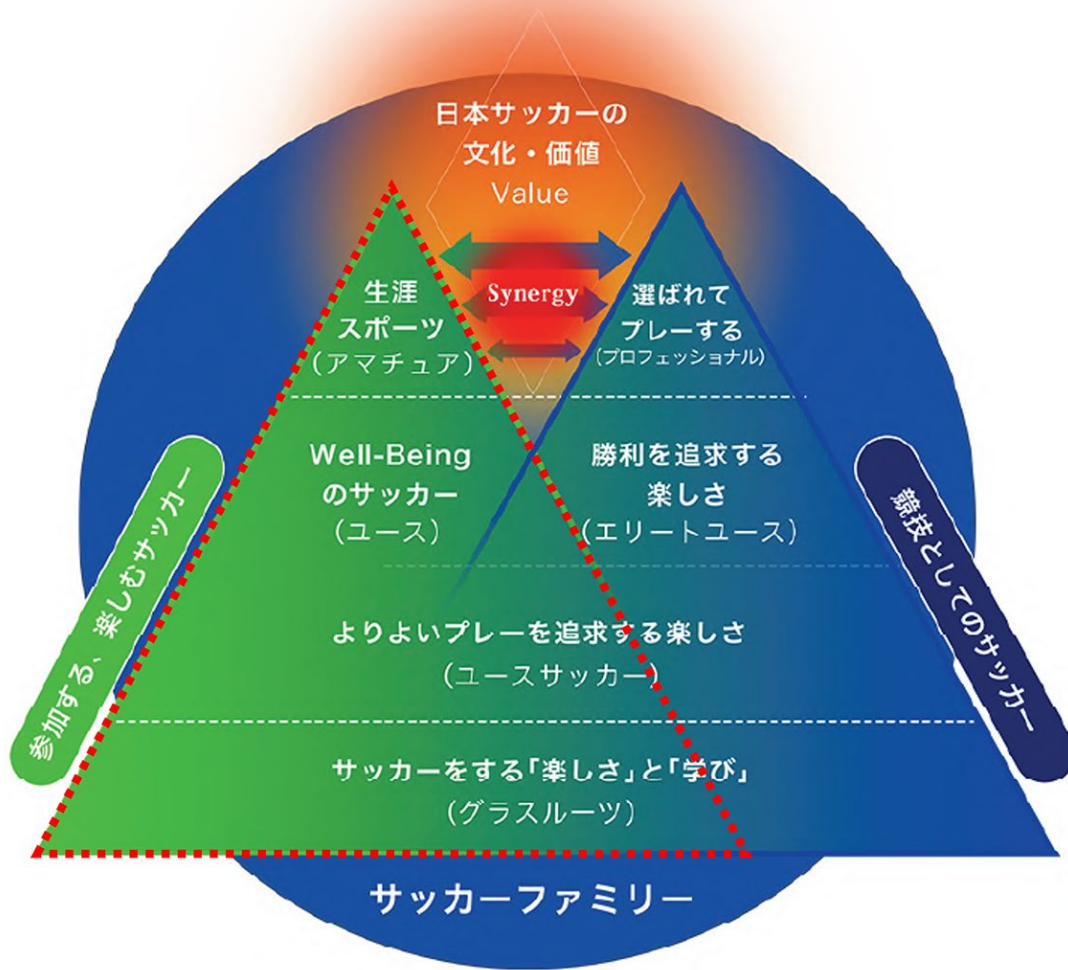 日本サッカーの
文化・価値
Value
Synergy
生涯
スポーツ
(アマチュア)
選ばれて
プレーする
(プロフェッショナル)
Well-Being
のサッカー
(ユース)
勝利を追求する
楽しさ
(エリートユース)
参加する、楽しむサッカー
競技としてのサッカー
よりよいプレーを追求する楽しさ
(ユースサッカー)
サッカーをする「楽しさ」と「学び」
(グラスルーツ)
サッカーファミリー